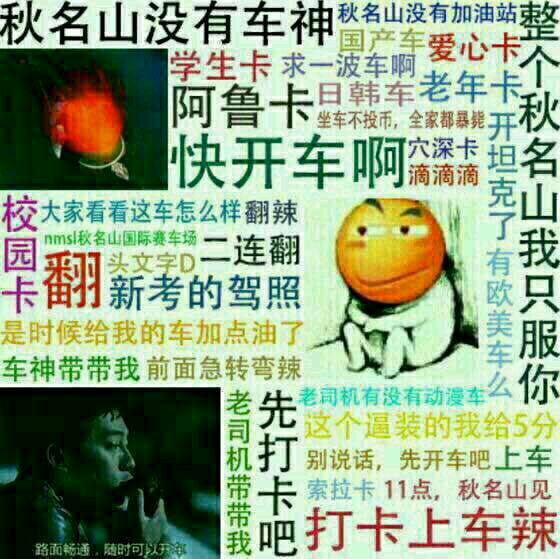 秋名山没有车神
秋名山没有加油站
国产车
爱心卡
学生卡
求一波车啊
阿鲁卡
日韩车
老年卡
坐车不投币，全家都暴毙
快开车啊
穴深卡
滴滴滴
整个秋名山我只服你
开坦克了
有欧美车么
校园卡
大家看看这车怎么样
翻辣
nmsl秋名山国际赛车场
二连翻
翻
头文字D
新考的驾照
是时候给我的车加点油了
车神带带我
前面急转弯辣
老司机带带我
先打卡吧
老司机有没有动漫车
这个逼装的我给5分
别说话，先开车吧
上车
索拉卡
11点，秋名山见
打卡上车辣
路面畅通，随时可以开车